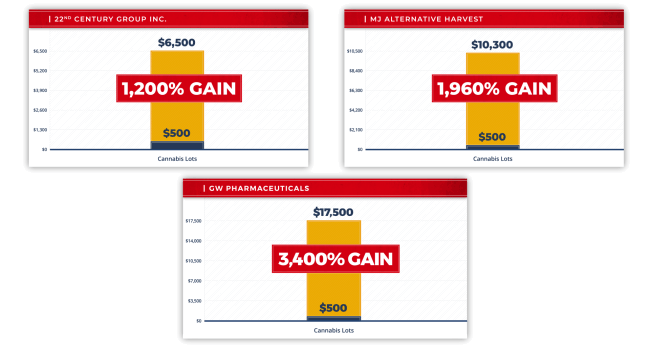 | 22ND CENTURY GROUP INC.
$6,500
$6,500
$5,200
1,200% GAIN
$3,900
$2,600
$500
$1,300
$0
Cannabis Lots
| MJ ALTERNATIVE HARVEST
$10,300
$10,500
$8,400
1,960% GAIN
$6,300
$4,200
$500
$2,100
$0
Cannabis Lots
| GW PHARMACEUTICALS
$17,500
$17,500
$14,000
3,400% GAIN
$10,500
$7,000
$500
$3,500
$0
Cannabis Lots